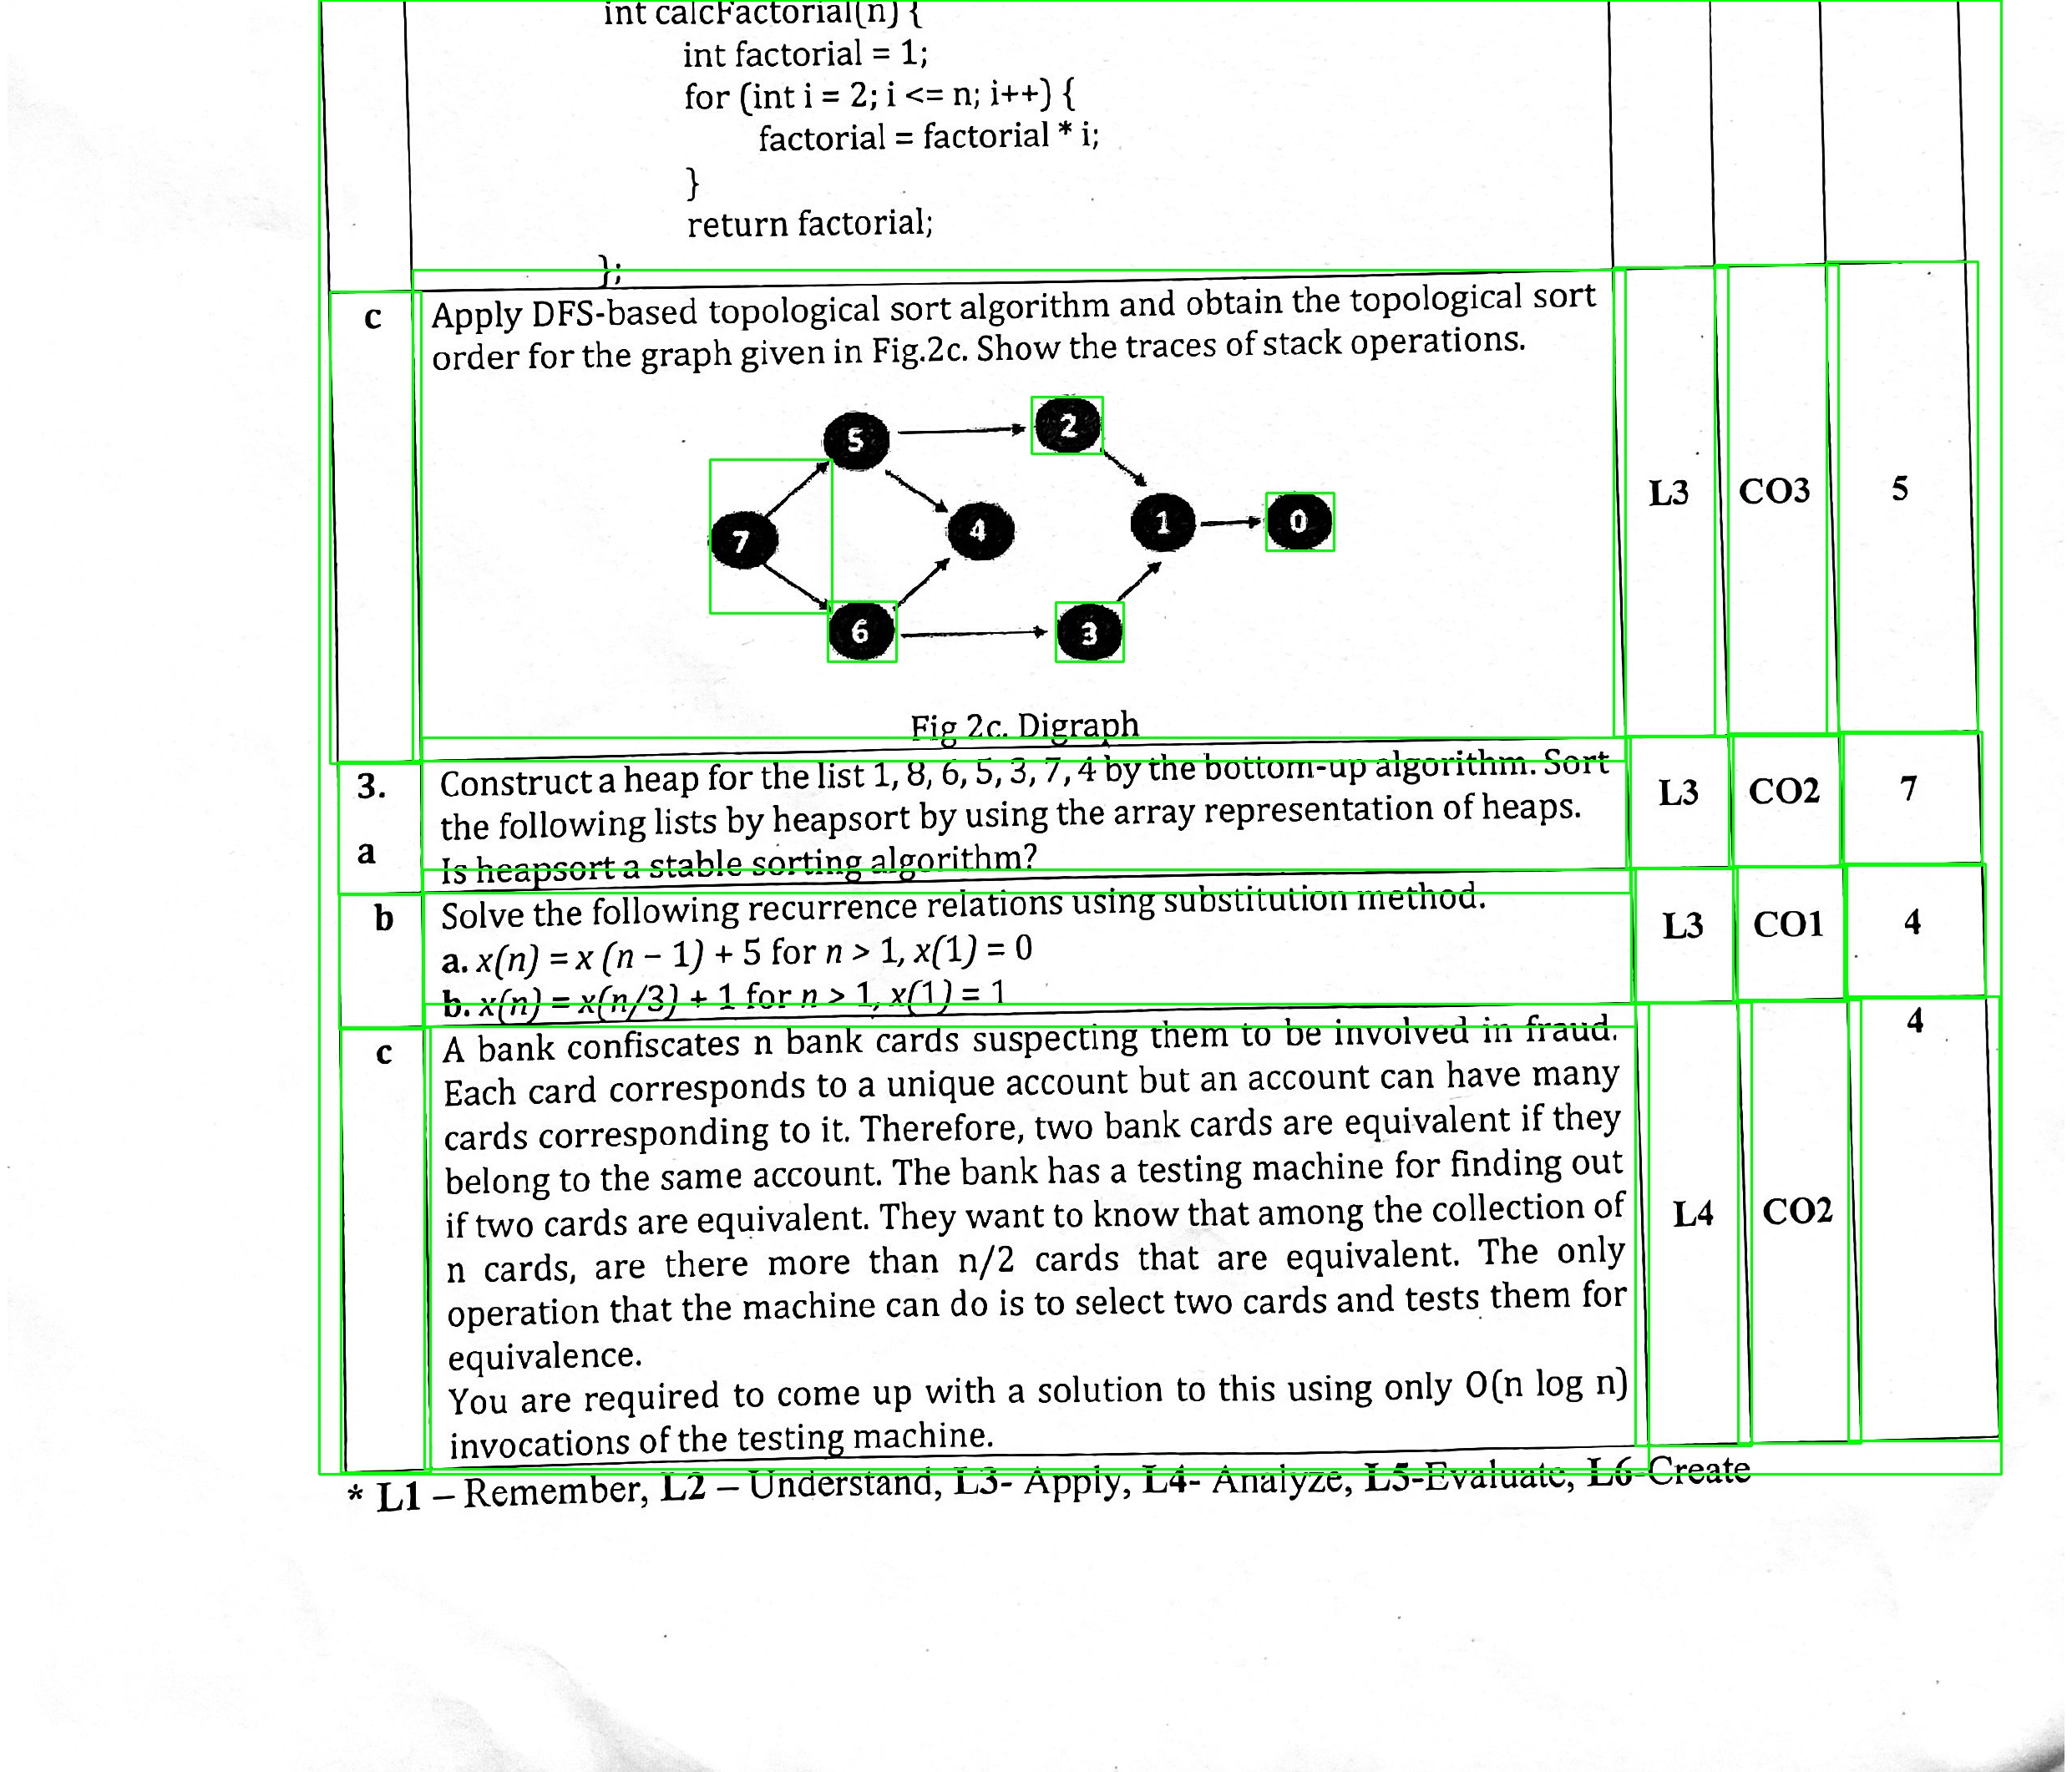 int calcFactorial(n) {
int factorial = 1;
for (int i = 2; i <= n; i++) {
factorial = factorial * i;
}
return factorial;
};
c Apply DFS-based topological sort algorithm and obtain the topological sort
order for the graph given in Fig.2c. Show the traces of stack operations.
5 2
7 4 1 0
6 3
L3 CO3 5
Fig 2c. Digraph
3. Construct a heap for the list 1, 8, 6, 5, 3, 7, 4 by the bottom-up algorithm. Sort
the following lists by heapsort by using the array representation of heaps.
a Is heapsort a stable sorting algorithm?
L3 CO2 7
b Solve the following recurrence relations using substitution method.
a. x(n) = x (n − 1) + 5 for n > 1, x(1) = 0
b. x(n) = x(n/3) + 1 for n > 1, x(1) = 1
L3 CO1 4
c A bank confiscates n bank cards suspecting them to be involved in fraud.
Each card corresponds to a unique account but an account can have many
cards corresponding to it. Therefore, two bank cards are equivalent if they
belong to the same account. The bank has a testing machine for finding out
if two cards are equivalent. They want to know that among the collection of
n cards, are there more than n/2 cards that are equivalent. The only
operation that the machine can do is to select two cards and tests them for
equivalence.
You are required to come up with a solution to this using only O(n log n)
invocations of the testing machine.
L4 CO2 4
* L1 – Remember, L2 – Understand, L3- Apply, L4- Analyze, L5-Evaluate, L6-Create